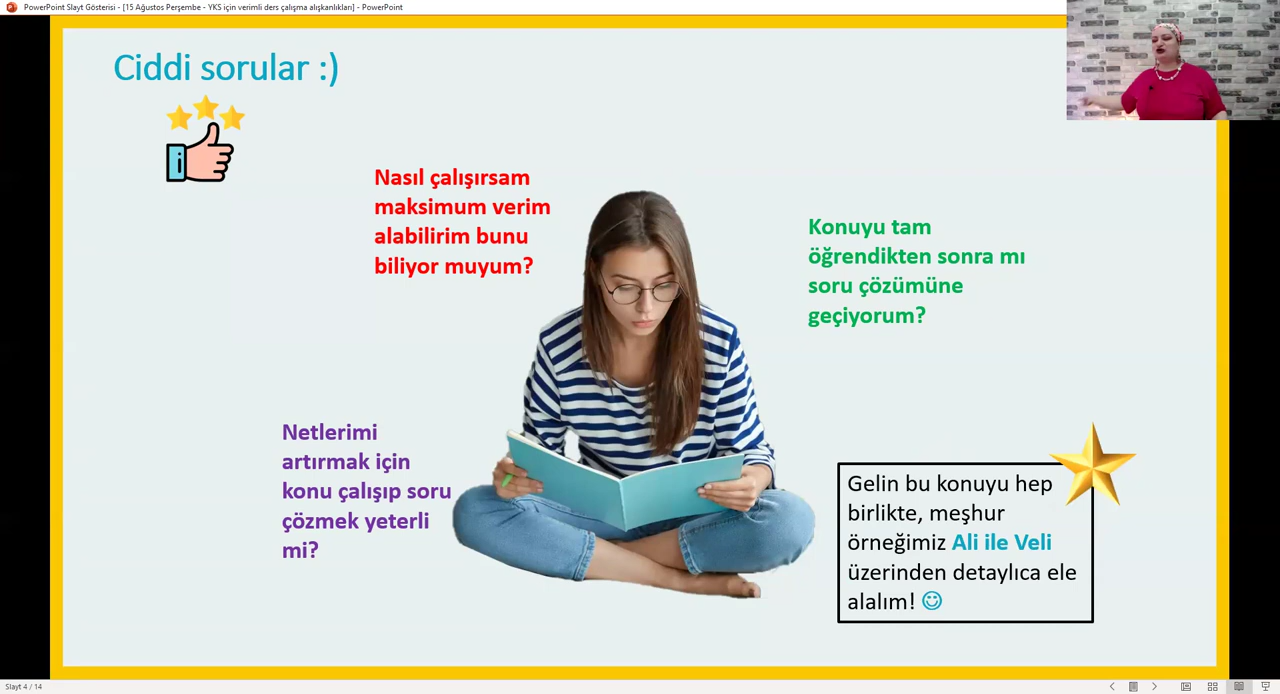 PowerPoint Slayt Gösterisi - [15 Ağustos Perşembe - YKS için verimli ders çalışma alışkanlıkları] - PowerPoint
Ciddi sorular :)
Nasıl çalışırsam
maksimum verim
alabilirim bunu
biliyor muyum?
Konuyu tam
öğrendikten sonra mı
soru çözümüne
geçiyorum?
Netlerimi
artırmak için
konu çalışıp soru
çözmek yeterli
mi?
Gelin bu konuyu hep
birlikte, meşhur
örneğimiz Ali ile Veli
üzerinden detaylıca ele
alalım! ☺
Slayt 4 / 14